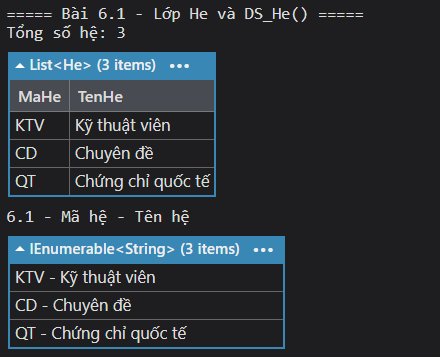 ===== Bài 6.1 - Lớp He và DS_He() =====
Tổng số hệ: 3
List<He> (3 items) •••
MaHe TenHe
KTV Kỹ thuật viên
CD Chuyên đề
QT Chứng chỉ quốc tế
6.1 - Mã hệ - Tên hệ
IEnumerable<String> (3 items) •••
KTV - Kỹ thuật viên
CD - Chuyên đề
QT - Chứng chỉ quốc tế